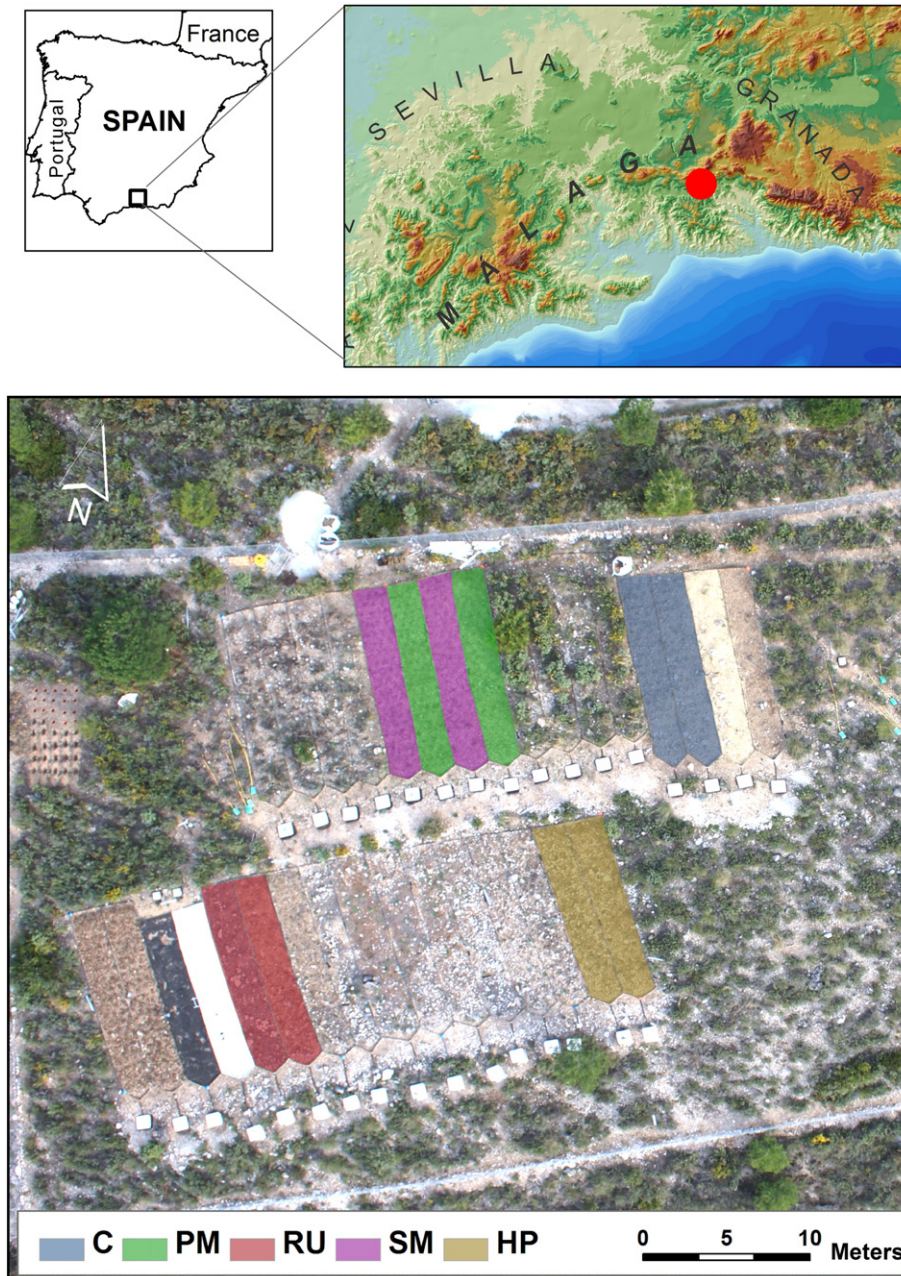 France
Portugal
SPAIN
SEVILLA
GRANADA
MALAGA
N
C PM RU SM HP
0 5 10 Meters